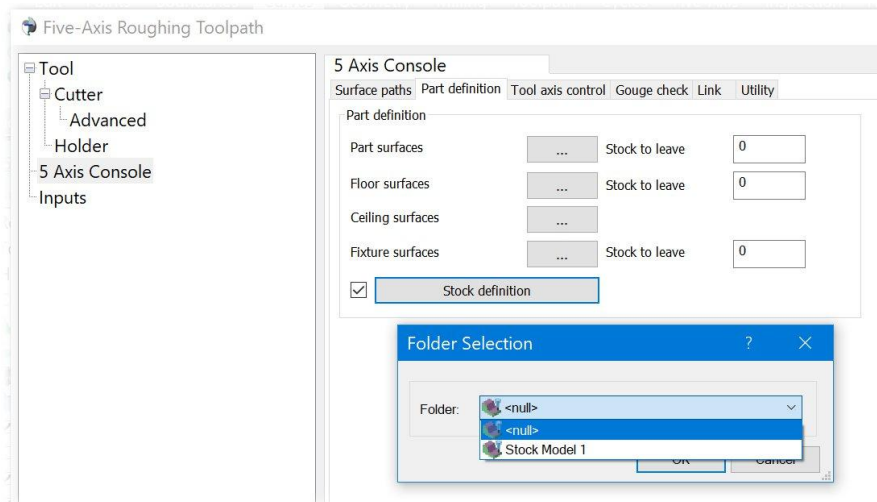 Five-Axis Roughing Toolpath
Tool
Cutter
Advanced
Holder
5 Axis Console
Inputs
5 Axis Console
Surface paths Part definition Tool axis control Gouge check Link Utility
Part definition
Part surfaces ... Stock to leave 0
Floor surfaces ... Stock to leave 0
Ceiling surfaces ...
Fixture surfaces ... Stock to leave 0
Stock definition
Folder Selection ?
Folder: <null>
<null>
Stock Model 1
OK Cancel